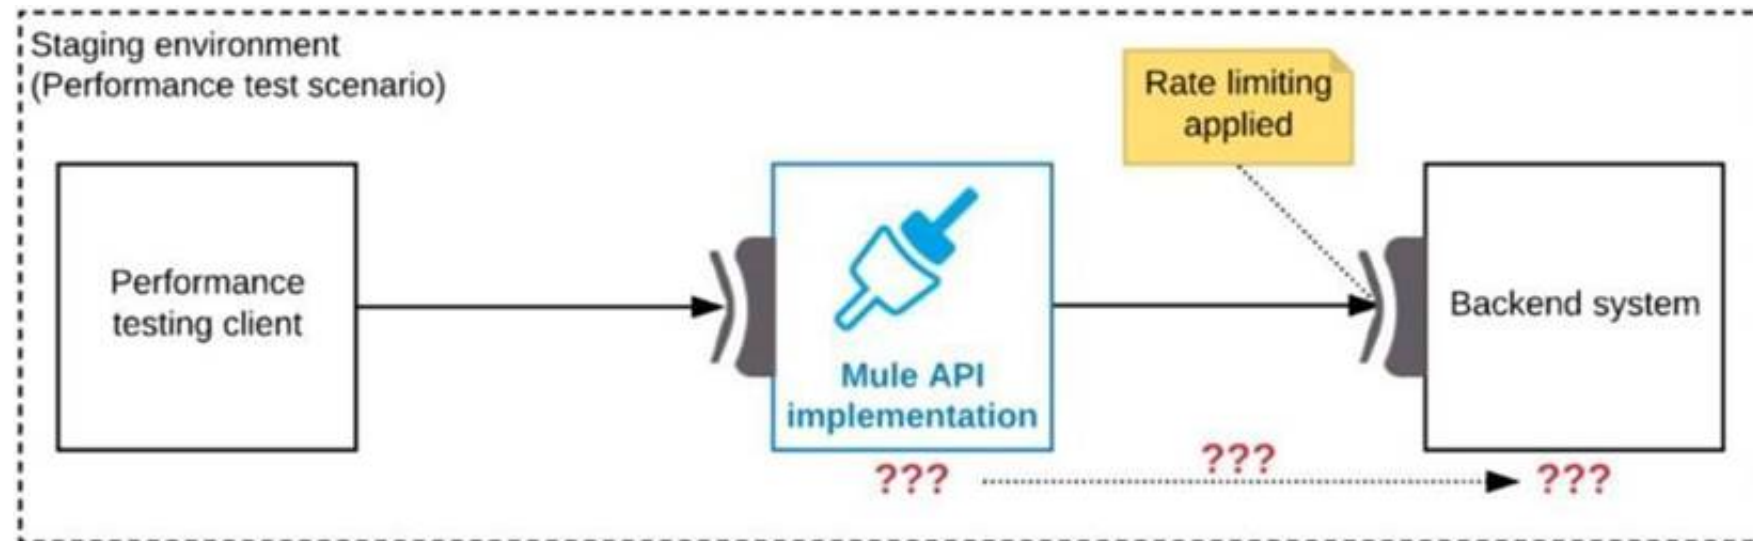 Staging environment
(Performance test scenario)
Rate limiting
applied
Performance
testing client
Mule API
implementation
Backend system
???
???
???